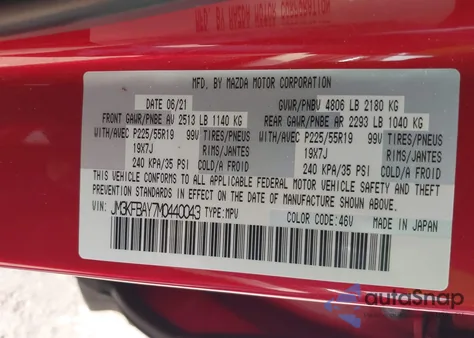 MFD. BY MAZDA MOTOR CORPORATION
DATE 06/21 GVWR/PNBV 4806 LB 2180 KG
FRONT GAWR/PNBE AV 2513 LB 1140 KG REAR GAWR/PNBE AR 2293 LB 1040 KG
WITH/AVEC P225/55R19 99V TIRES/PNEUS WITH/AVEC P225/55R19 99V TIRES/PNEUS
19X7J RIMS/JANTES 19X7J RIMS/JANTES
240 KPA/35 PSI COLD/A FROID 240 KPA/35 PSI COLD/A FROID
CONFORMS TO ALL APPLICABLE FEDERAL MOTOR VEHICLE SAFETY AND THEFT
PREVENTION STANDARDS IN EFFECT ON THE DATE OF MANUFACTURE SHOWN ABOVE.
VIN: JM3KFBAY7M0440043 TYPE: MPV COLOR CODE: 46V MADE IN JAPAN
autoSnap